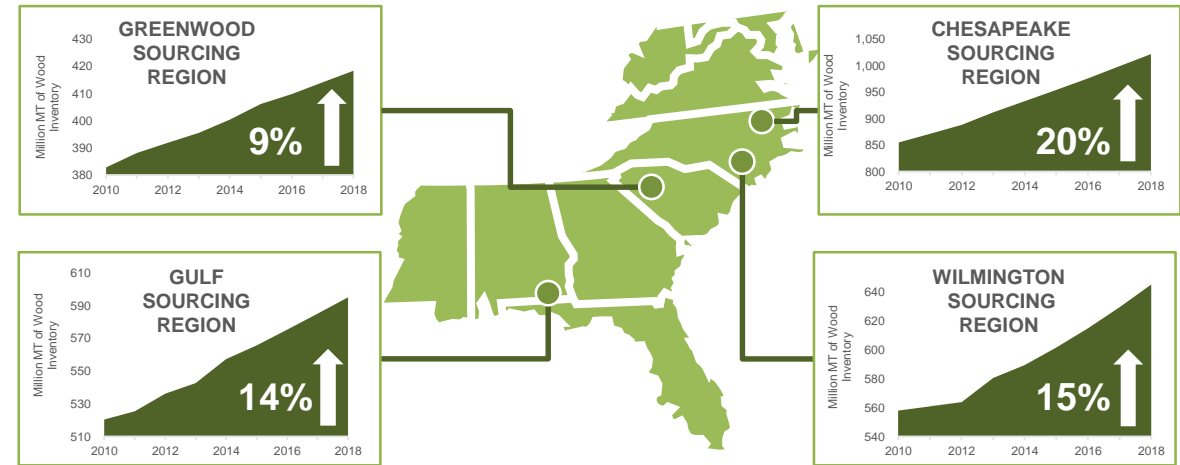 GREENWOOD
SOURCING
REGION
Million MT of Wood
Inventory
430
420
410
400
390
380
9%
2010
2012
2014
2016
2018
CHESAPEAKE
SOURCING
REGION
Million MT of Wood
Inventory
1,050
1,000
950
900
850
800
20%
2010
2012
2014
2016
2018
GULF
SOURCING
REGION
Million MT of Wood
Inventory
610
590
570
550
530
510
14%
2010
2012
2014
2016
2018
WILMINGTON
SOURCING
REGION
Million MT of Wood
Inventory
640
620
600
580
560
540
15%
2010
2012
2014
2016
2018